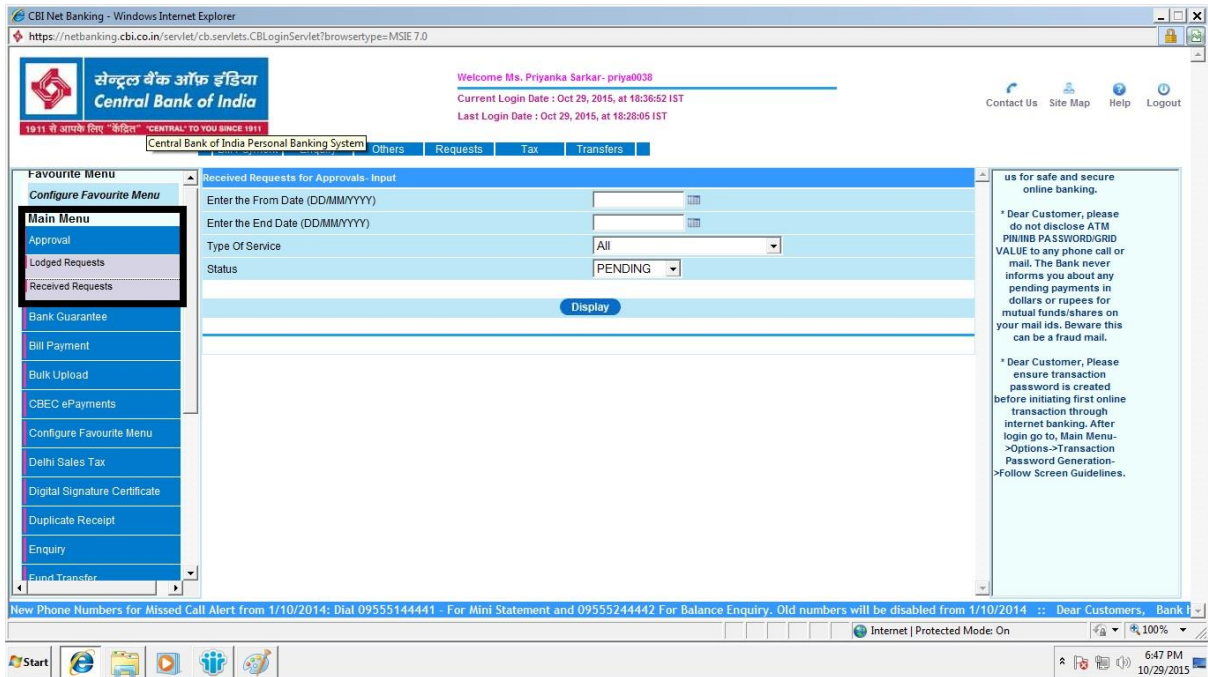 CBI Net Banking - Windows Internet Explorer
https://netbanking.cbi.co.in/servlet/cb.servlets.CBLoginServlet?browsertype=MSIE 7.0
सेन्ट्रल बैंक ऑफ़ इंडिया
Central Bank of India
1911 से आपके लिए "केंद्रित" "CENTRAL" TO YOU SINCE 1911
Central Bank of India Personal Banking System
Welcome Ms. Priyanka Sarkar- priya0038
Current Login Date : Oct 29, 2015, at 18:36:52 IST
Last Login Date : Oct 29, 2015, at 18:28:05 IST
Contact Us Site Map Help Logout
Others Requests Tax Transfers
Favourite Menu
Configure Favourite Menu
Main Menu
Approval
Lodged Requests
Received Requests
Bank Guarantee
Bill Payment
Bulk Upload
CBEC ePayments
Configure Favourite Menu
Delhi Sales Tax
Digital Signature Certificate
Duplicate Receipt
Enquiry
Fund Transfer
Received Requests for Approvals- Input
Enter the From Date (DD/MM/YYYY)
Enter the End Date (DD/MM/YYYY)
Type Of Service All
Status PENDING
Display
us for safe and secure
online banking.
* Dear Customer, please
do not disclose ATM
PIN/INB PASSWORD/GRID
VALUE to any phone call or
mail. The Bank never
informs you about any
pending payments in
dollars or rupees for
mutual funds/shares on
your mail ids. Beware this
can be a fraud mail.
* Dear Customer, Please
ensure transaction
password is created
before initiating first online
transaction through
internet banking. After
login go to, Main Menu-
>Options->Transaction
Password Generation-
>Follow Screen Guidelines.
New Phone Numbers for Missed Call Alert from 1/10/2014: Dial 09555144441 - For Mini Statement and 09555244442 For Balance Enquiry. Old numbers will be disabled from 1/10/2014 :: Dear Customers, Bank
Internet | Protected Mode: On 100%
Start
6:47 PM
10/29/2015